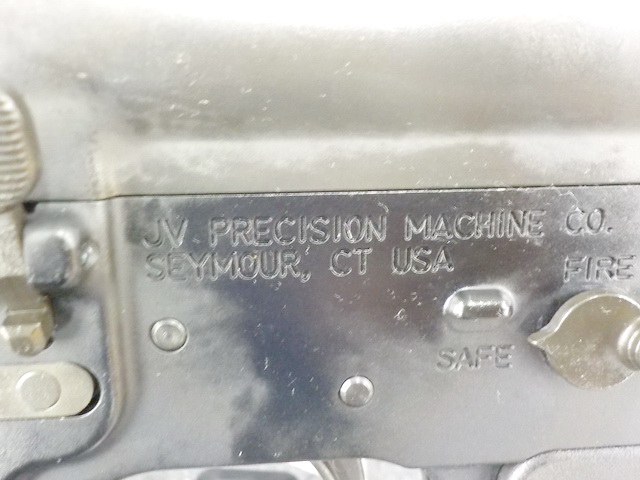 JV PRECISION MACHINE CO.
SEYMOUR, CT USA
FIRE
SAFE